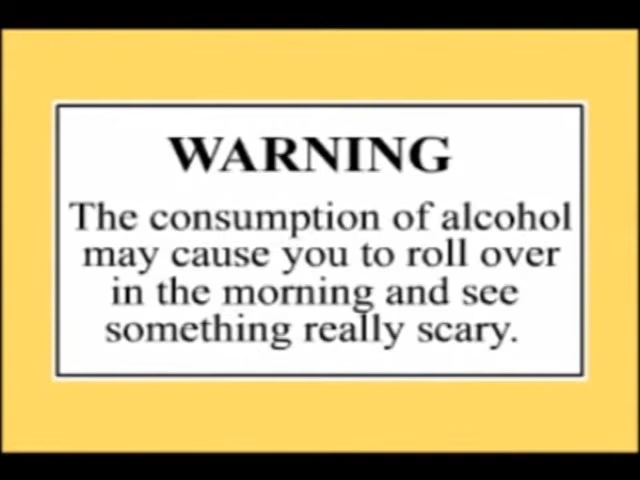 WARNING
The consumption of alcohol
may cause you to roll over
in the morning and see
something really scary.